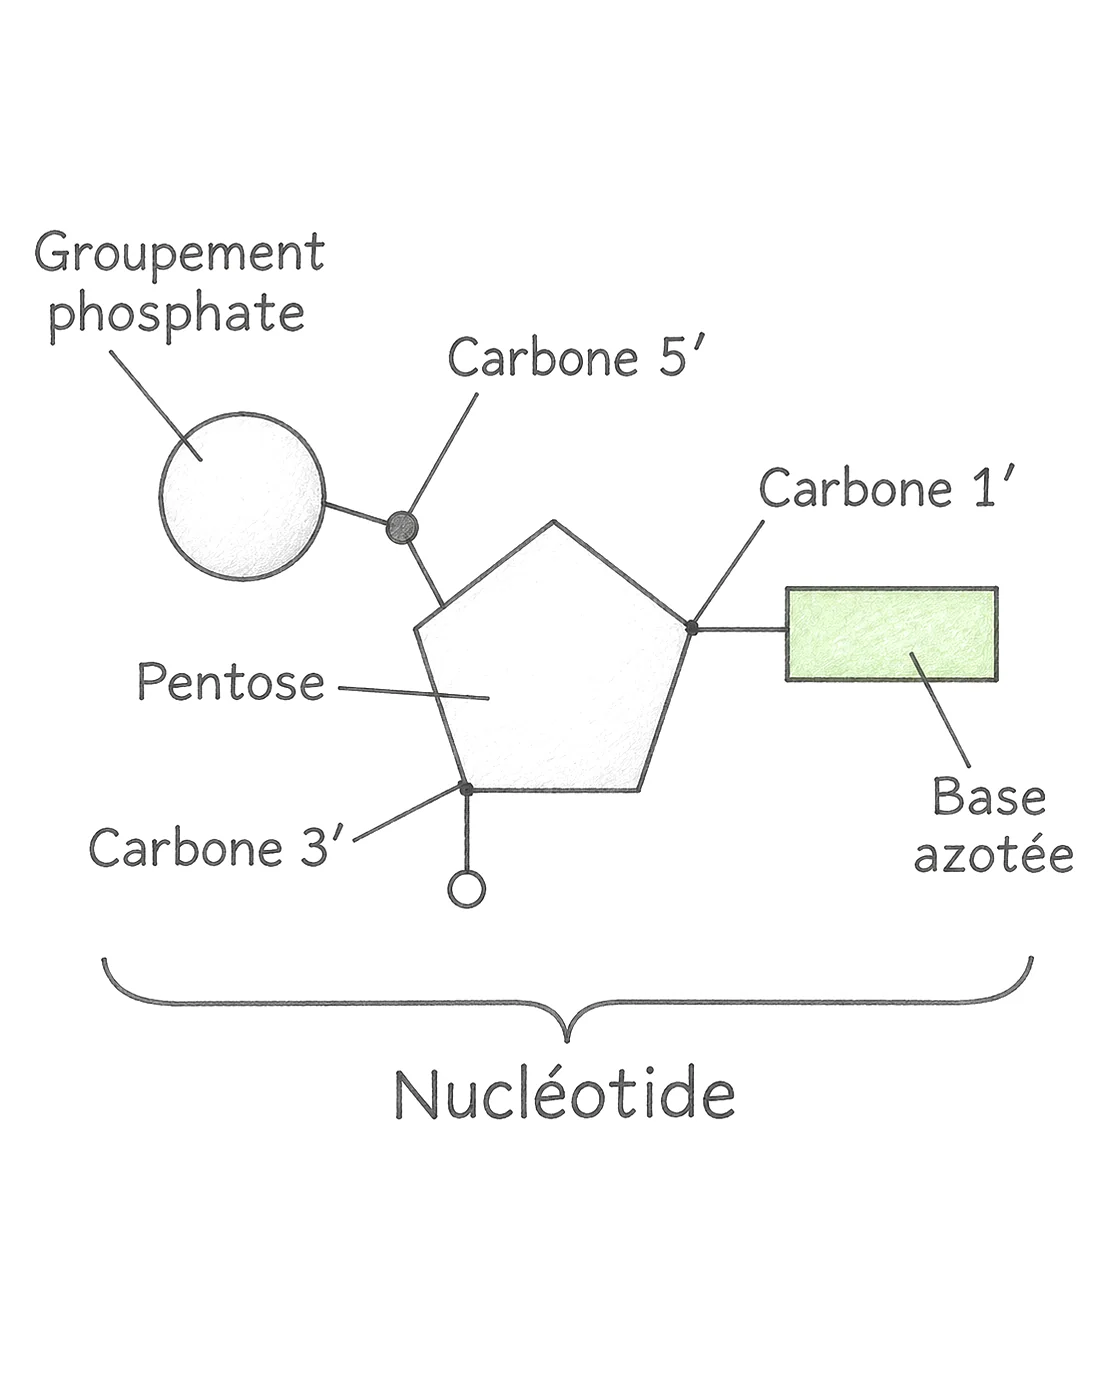 Groupement
phosphate
Carbone 5′
Carbone 1′
Pentose
Base
azotée
Carbone 3′
Nucléotide